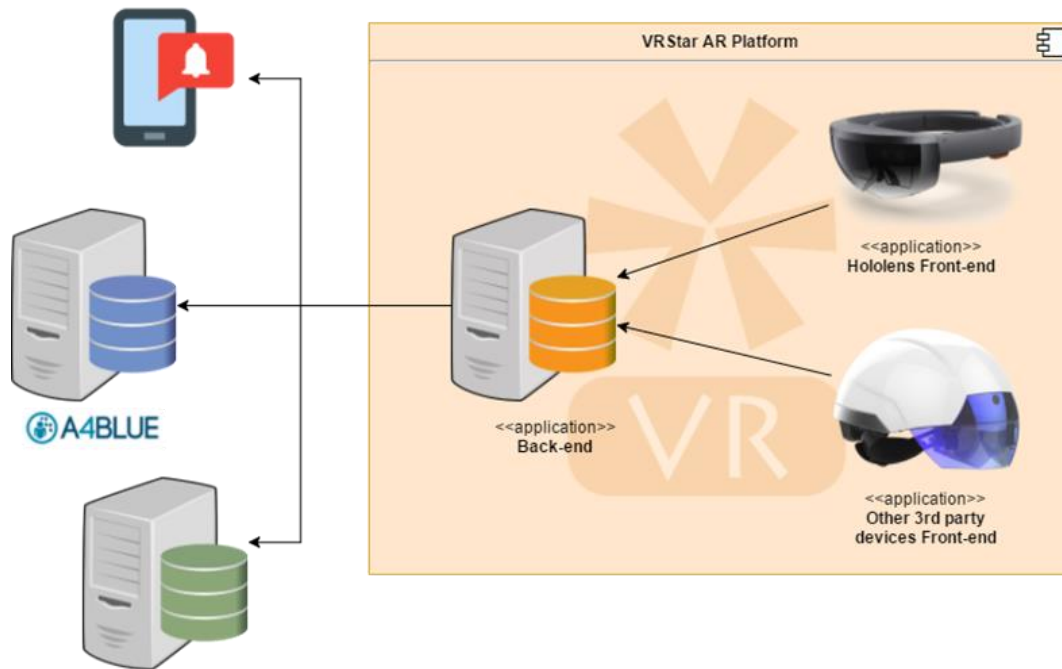 VRStar AR Platform
<<application>>
Hololens Front-end
A4BLUE
<<application>>
Back-end
VR
<<application>>
Other 3rd party
devices Front-end